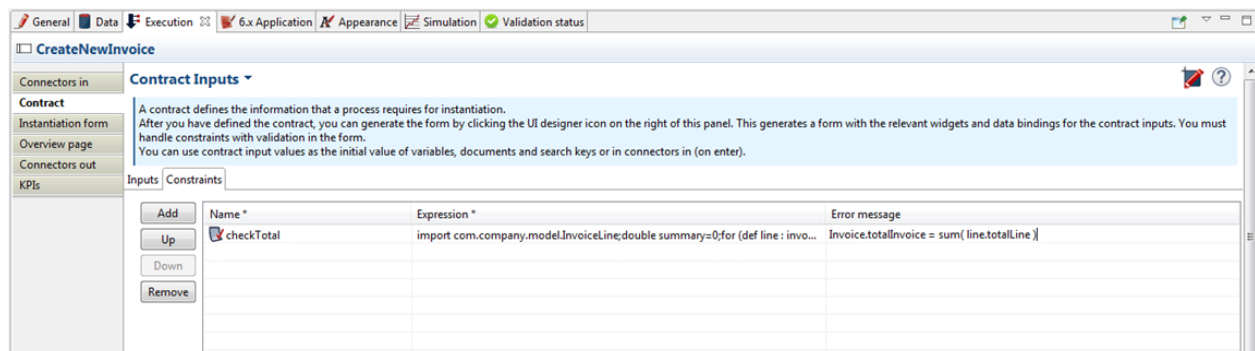 General Data Execution 6.x Application Appearance Simulation Validation status
CreateNewInvoice
Connectors in
Contract
Instantiation form
Overview page
Connectors out
KPIs
Contract Inputs
A contract defines the information that a process requires for instantiation.
After you have defined the contract, you can generate the form by clicking the UI designer icon on the right of this panel. This generates a form with the relevant widgets and data bindings for the contract inputs. You must
handle constraints with validation in the form.
You can use contract input values as the initial value of variables, documents and search keys or in connectors in (on enter).
Inputs Constraints
Add
Up
Down
Remove
Name * Expression * Error message
checkTotal import com.company.model.InvoiceLine;double summary=0;for (def line : invo... Invoice.totalInvoice = sum( line.totalLine )